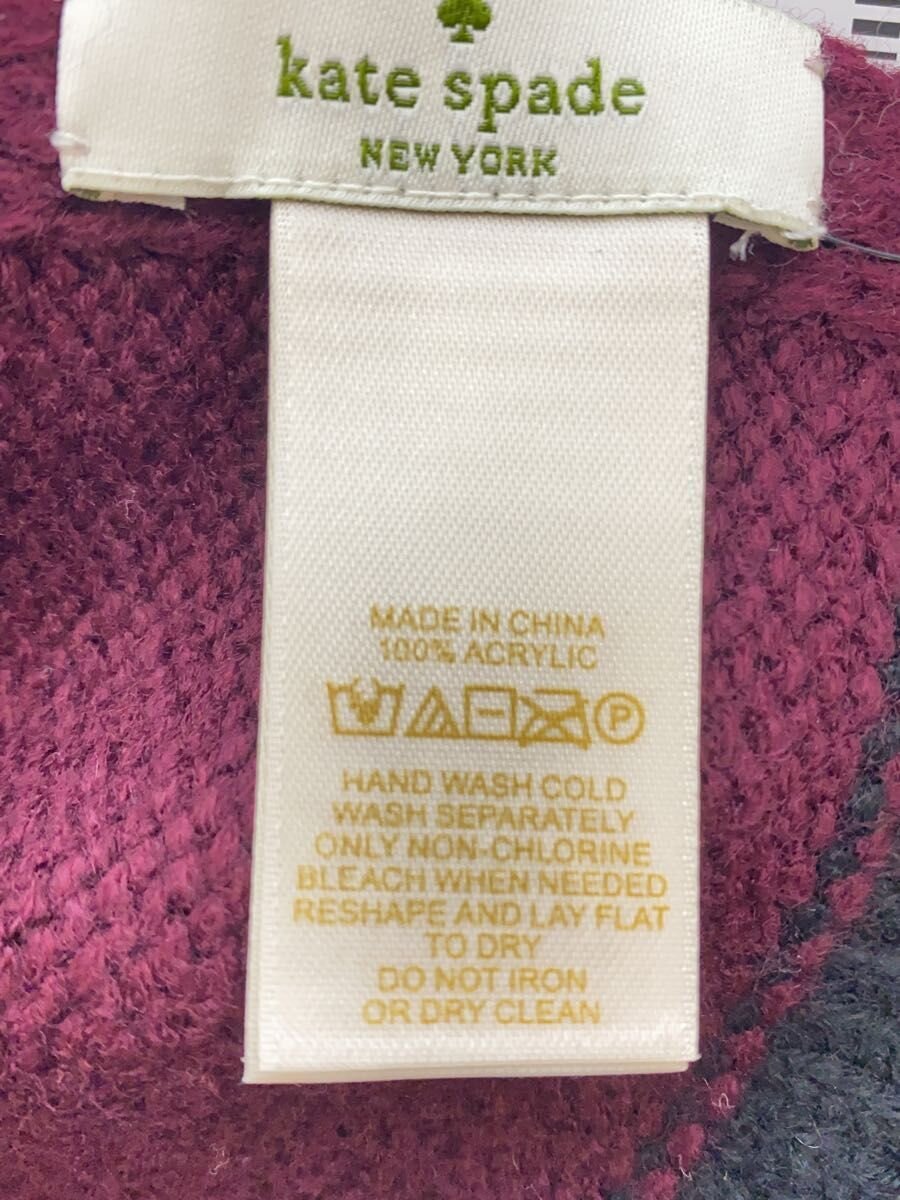 kate spade
NEW YORK
MADE IN CHINA
100% ACRYLIC
P
HAND WASH COLD
WASH SEPARATELY
ONLY NON-CHLORINE
BLEACH WHEN NEEDED
RESHAPE AND LAY FLAT
TO DRY
DO NOT IRON
OR DRY CLEAN